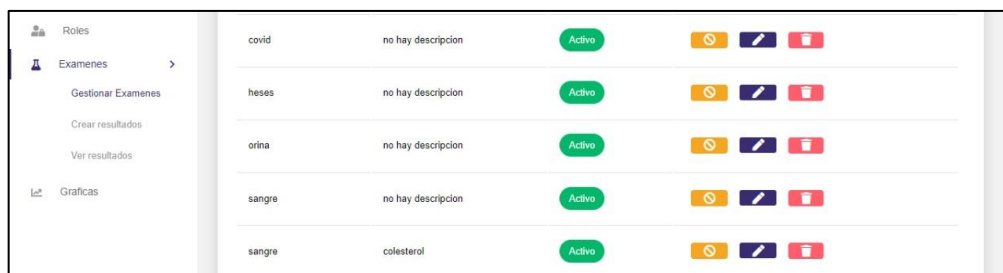 Roles
Examenes
Gestionar Examenes
Crear resultados
Ver resultados
Graficas
covid no hay descripcion Activo
heses no hay descripcion Activo
orina no hay descripcion Activo
sangre no hay descripcion Activo
sangre colesterol Activo